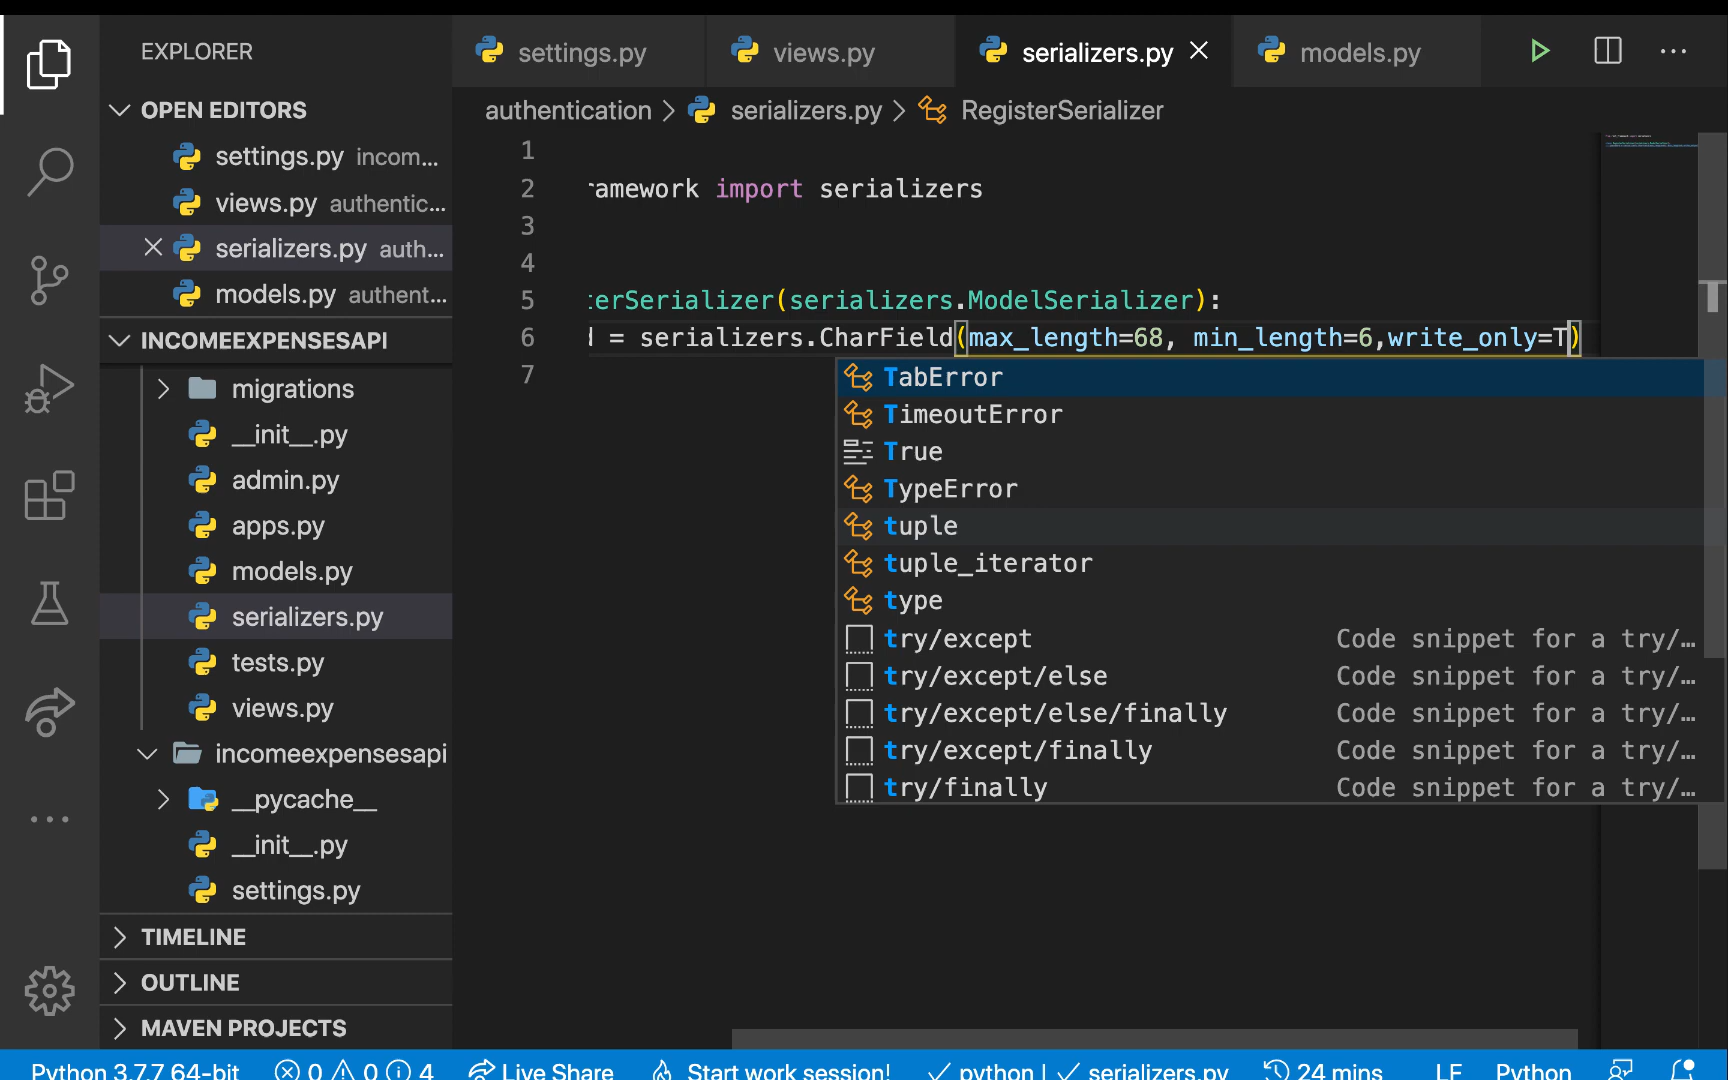 EXPLORER
OPEN EDITORS
settings.py incom...
views.py authentic...
serializers.py auth...
models.py authent...
INCOMEEXPENSESAPI
migrations
__init__.py
admin.py
apps.py
models.py
serializers.py
tests.py
views.py
incomeexpensesapi
__pycache__
__init__.py
settings.py
TIMELINE
OUTLINE
MAVEN PROJECTS
settings.py
views.py
serializers.py
models.py
authentication > serializers.py > RegisterSerializer
1
2 ramework import serializers
3
4
5 terSerializer(serializers.ModelSerializer):
6 d = serializers.CharField(max_length=68, min_length=6,write_only=T)
7
TabError
TimeoutError
True
TypeError
tuple
tuple_iterator
type
try/except Code snippet for a try/...
try/except/else Code snippet for a try/...
try/except/else/finally Code snippet for a try/...
try/except/finally Code snippet for a try/...
try/finally Code snippet for a try/...
Python 3.7.7 64-bit 0 0 4 Live Share Start work session! python | serializers.py 24 mins LF Python